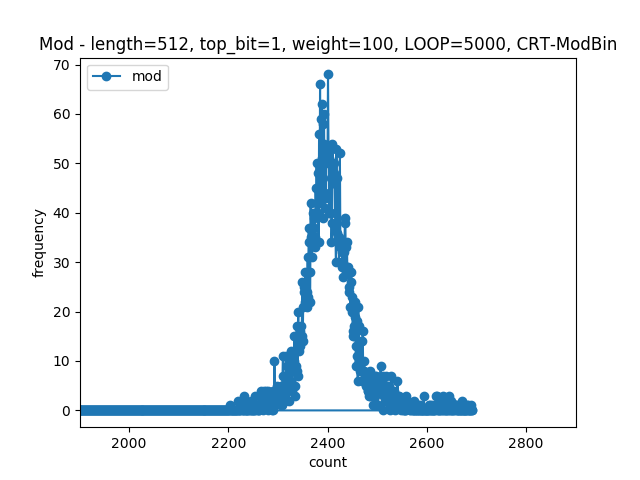 Mod - length=512, top_bit=1, weight=100, LOOP=5000, CRT-ModBin
mod
70
60
50
40
30
20
10
0
frequency
2000 2200 2400 2600 2800
count